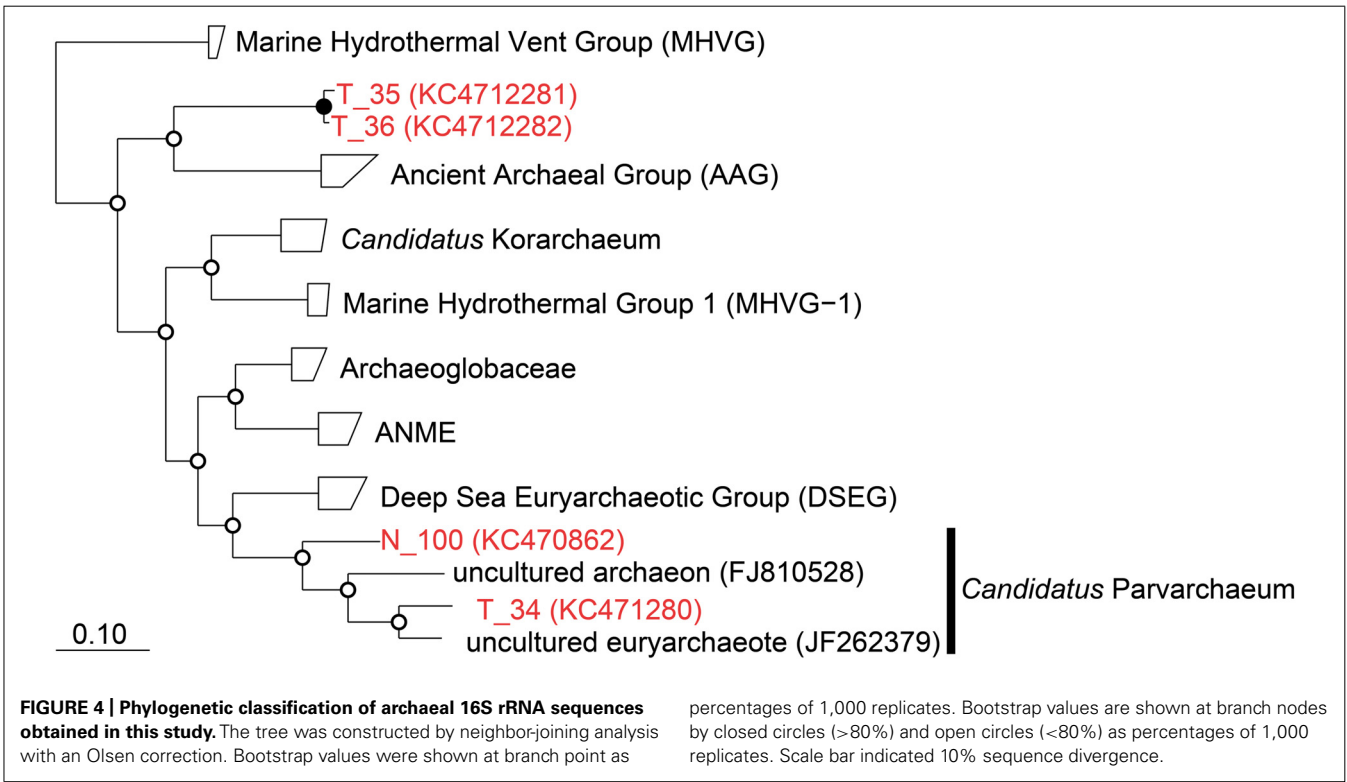 Marine Hydrothermal Vent Group (MHVG)
T_35 (KC4712281)
T_36 (KC4712282)
Ancient Archaeal Group (AAG)
Candidatus Korarchaeum
Marine Hydrothermal Group 1 (MHVG−1)
Archaeoglobaceae
ANME
Deep Sea Euryarchaeotic Group (DSEG)
N_100 (KC470862)
uncultured archaeon (FJ810528)
Candidatus Parvarchaeum
T_34 (KC471280)
uncultured euryarchaeote (JF262379)
0.10
FIGURE 4 | Phylogenetic classification of archaeal 16S rRNA sequences
obtained in this study. The tree was constructed by neighbor-joining analysis
with an Olsen correction. Bootstrap values were shown at branch point as
percentages of 1,000 replicates. Bootstrap values are shown at branch nodes
by closed circles (>80%) and open circles (<80%) as percentages of 1,000
replicates. Scale bar indicated 10% sequence divergence.